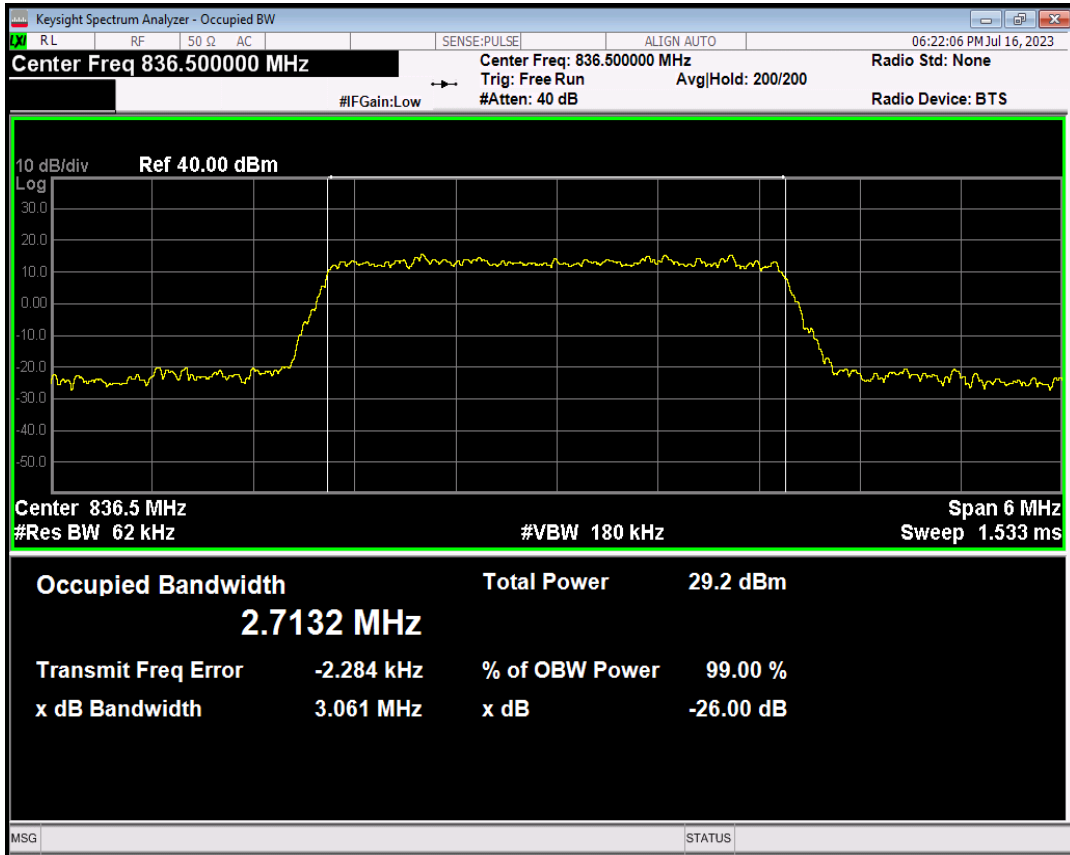 Keysight Spectrum Analyzer - Occupied BW
LXI RL RF 50 Ω AC SENSE:PULSE ALIGN AUTO 06:22:06 PM Jul 16, 2023
Center Freq 836.500000 MHz Center Freq: 836.500000 MHz Radio Std: None
Trig: Free Run Avg|Hold: 200/200
#IFGain:Low #Atten: 40 dB Radio Device: BTS
10 dB/div Ref 40.00 dBm
Log
30.0
20.0
10.0
0.00
-10.0
-20.0
-30.0
-40.0
-50.0
Center 836.5 MHz Span 6 MHz
#Res BW 62 kHz #VBW 180 kHz Sweep 1.533 ms
Occupied Bandwidth Total Power 29.2 dBm
2.7132 MHz
Transmit Freq Error -2.284 kHz % of OBW Power 99.00 %
x dB Bandwidth 3.061 MHz x dB -26.00 dB
MSG STATUS